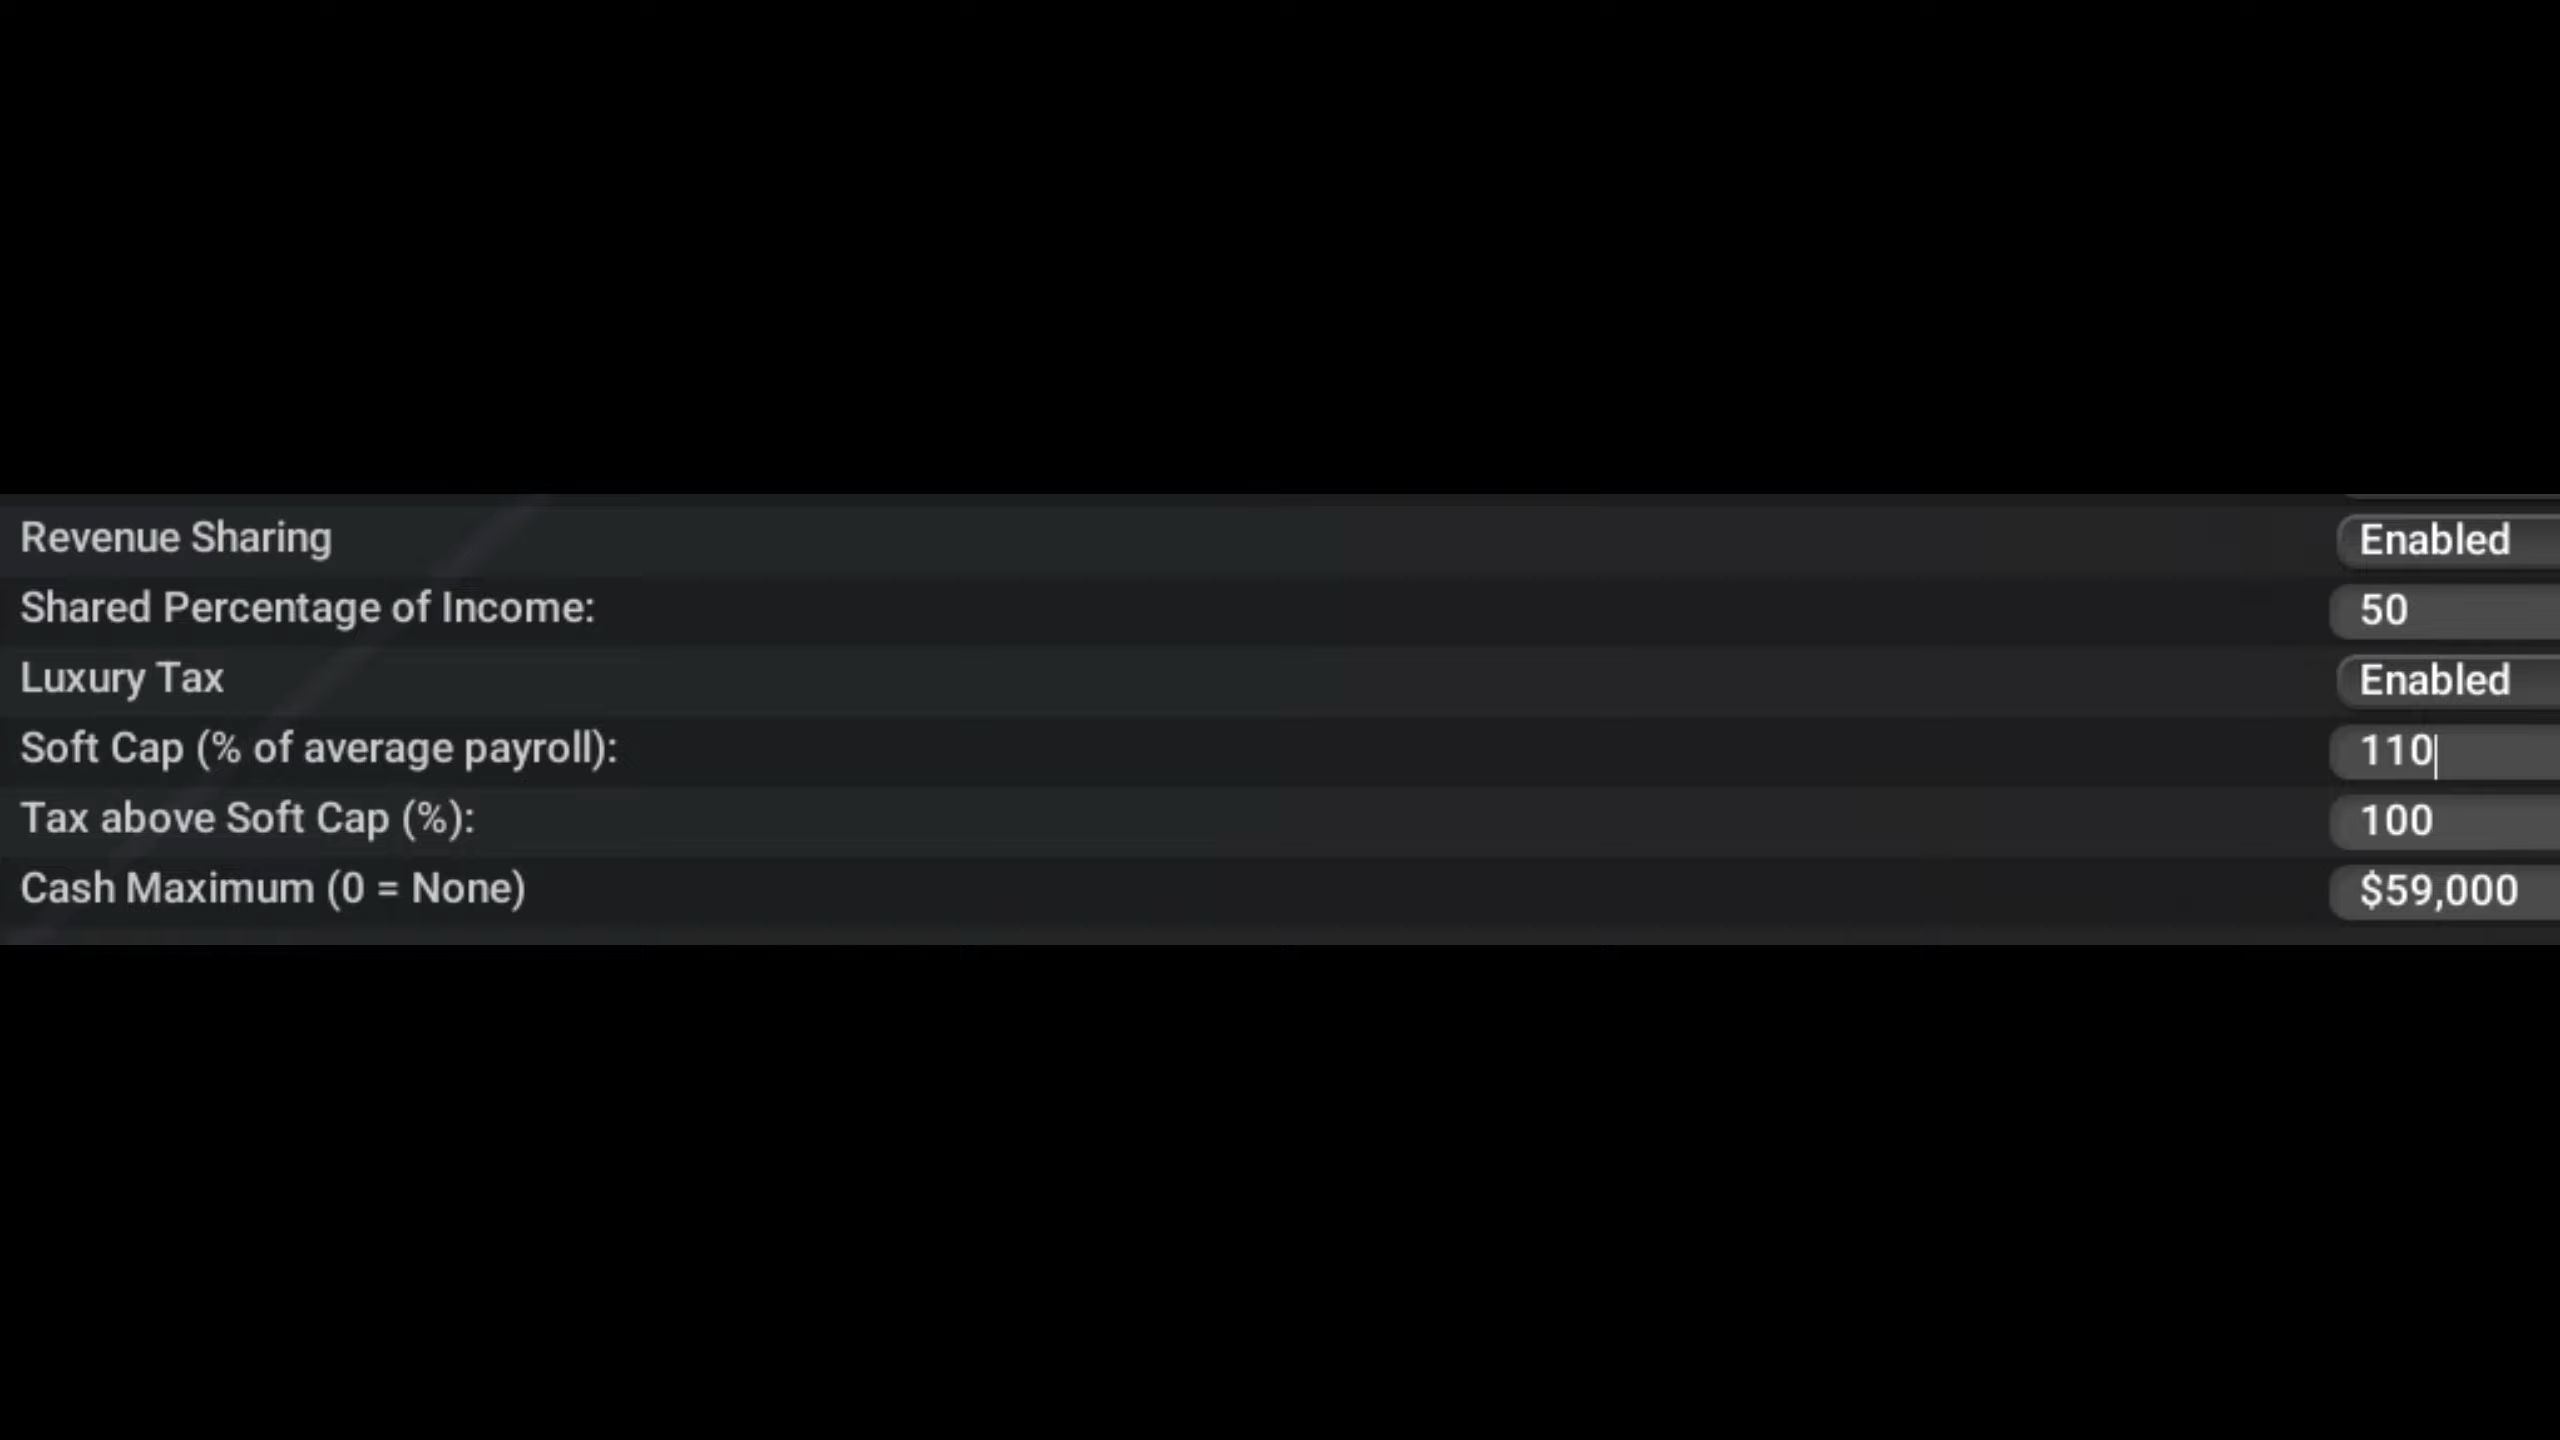 Revenue Sharing Enabled
Shared Percentage of Income: 50
Luxury Tax Enabled
Soft Cap (% of average payroll): 110
Tax above Soft Cap (%): 100
Cash Maximum (0 = None) $59,000